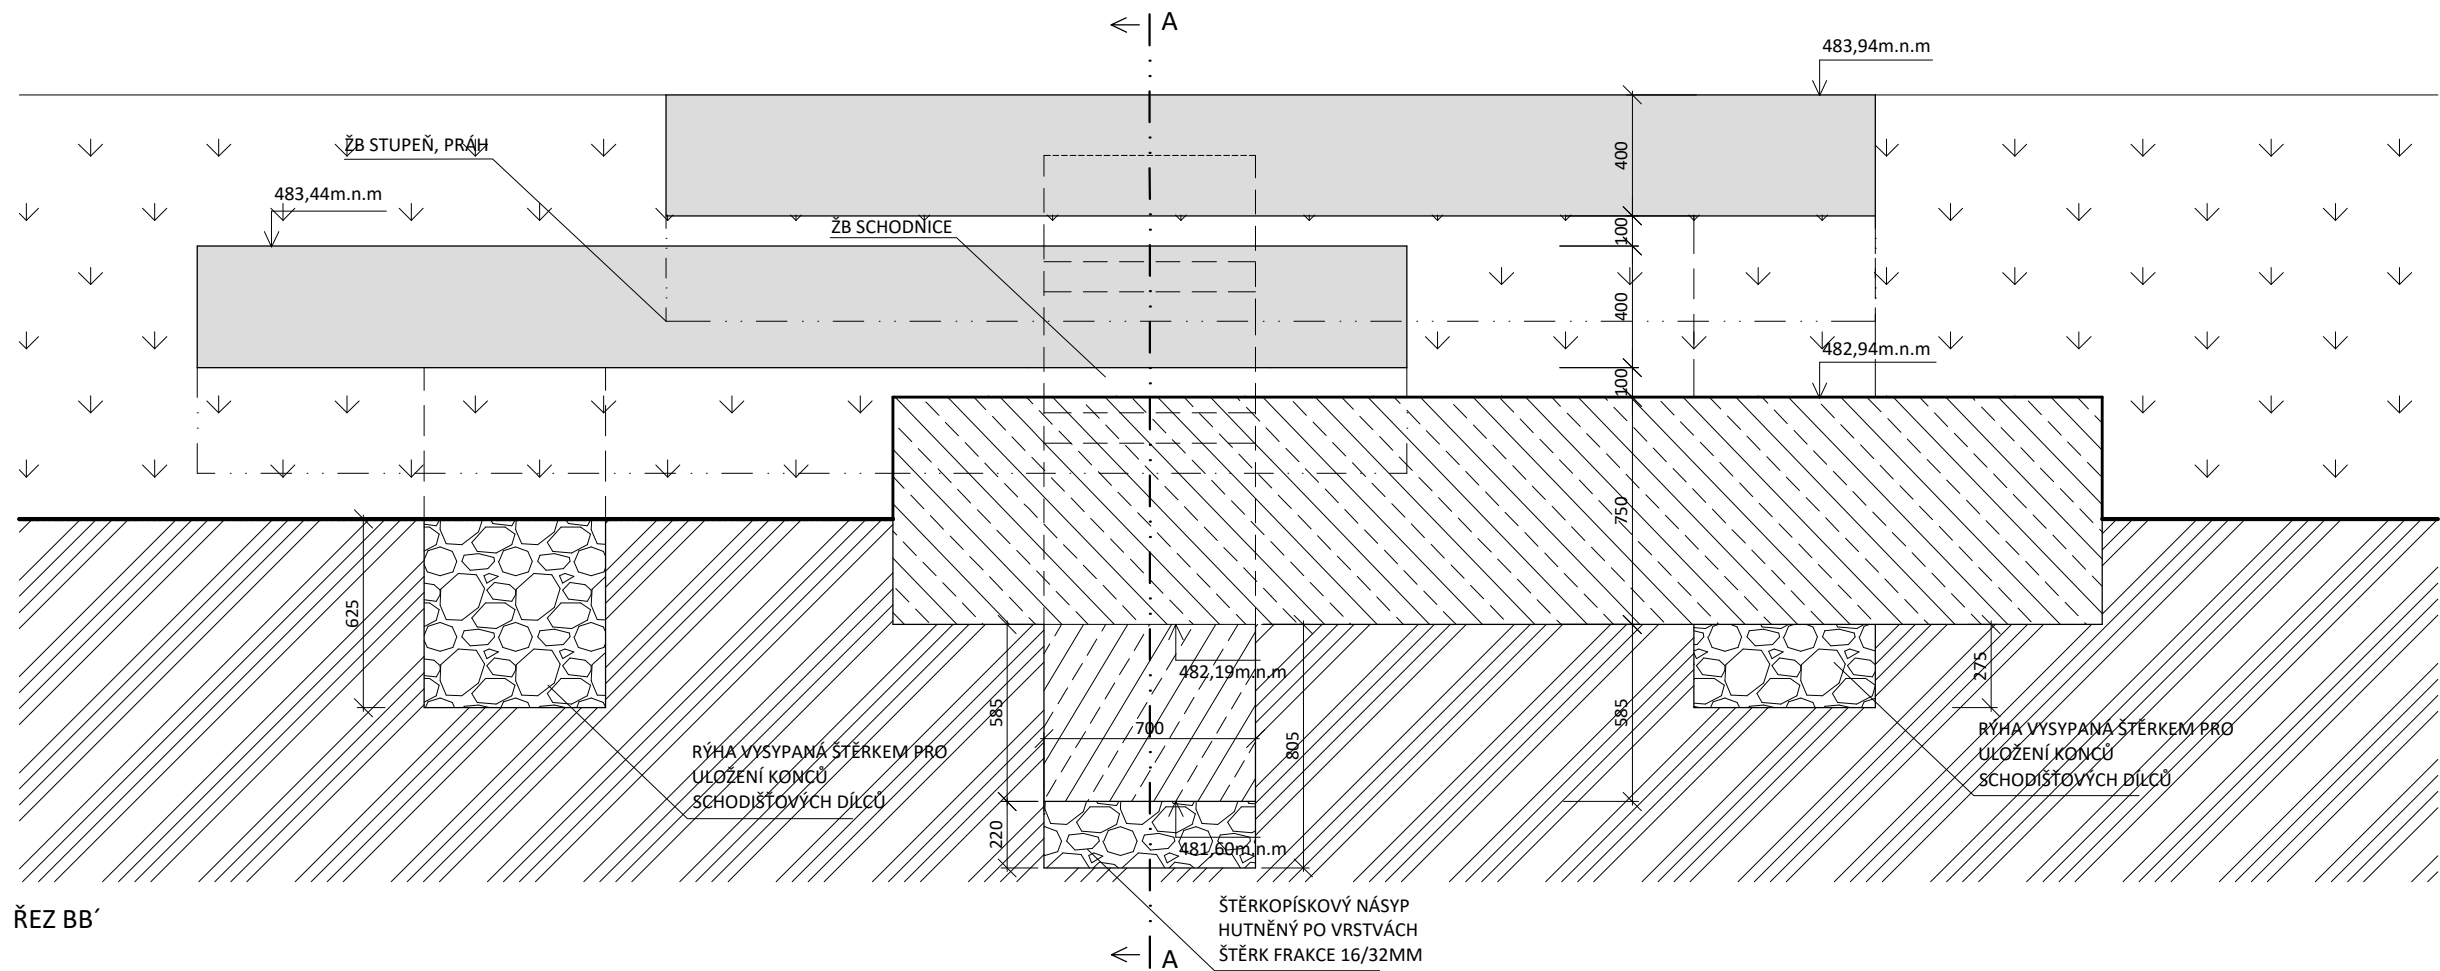 A
483,94m.n.m
ŽB STUPEŇ, PRÁH
400
483,44m.n.m
ŽB SCHODNICE
100
400
482,94m.n.m
100
750
625
482,19m.n.m
585
700
805
585
275
RÝHA VYSYPANÁ ŠTĚRKEM PRO
ULOŽENÍ KONCŮ
SCHODIŠŤOVÝCH DÍLCŮ
RÝHA VYSYPANÁ ŠTĚRKEM PRO
ULOŽENÍ KONCŮ
SCHODIŠŤOVÝCH DÍLCŮ
220
481,60m.n.m
ŘEZ BB´
ŠTĚRKOPÍSKOVÝ NÁSYP
HUTNĚNÝ PO VRSTVÁCH
ŠTĚRK FRAKCE 16/32MM
A